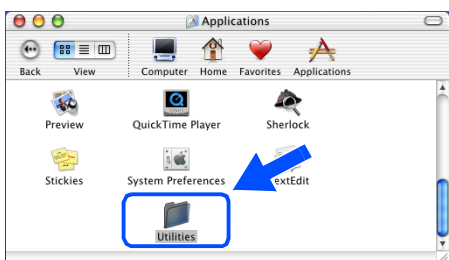 Applications
Back View Computer Home Favorites Applications
Preview QuickTime Player Sherlock
Stickies System Preferences extEdit
Utilities